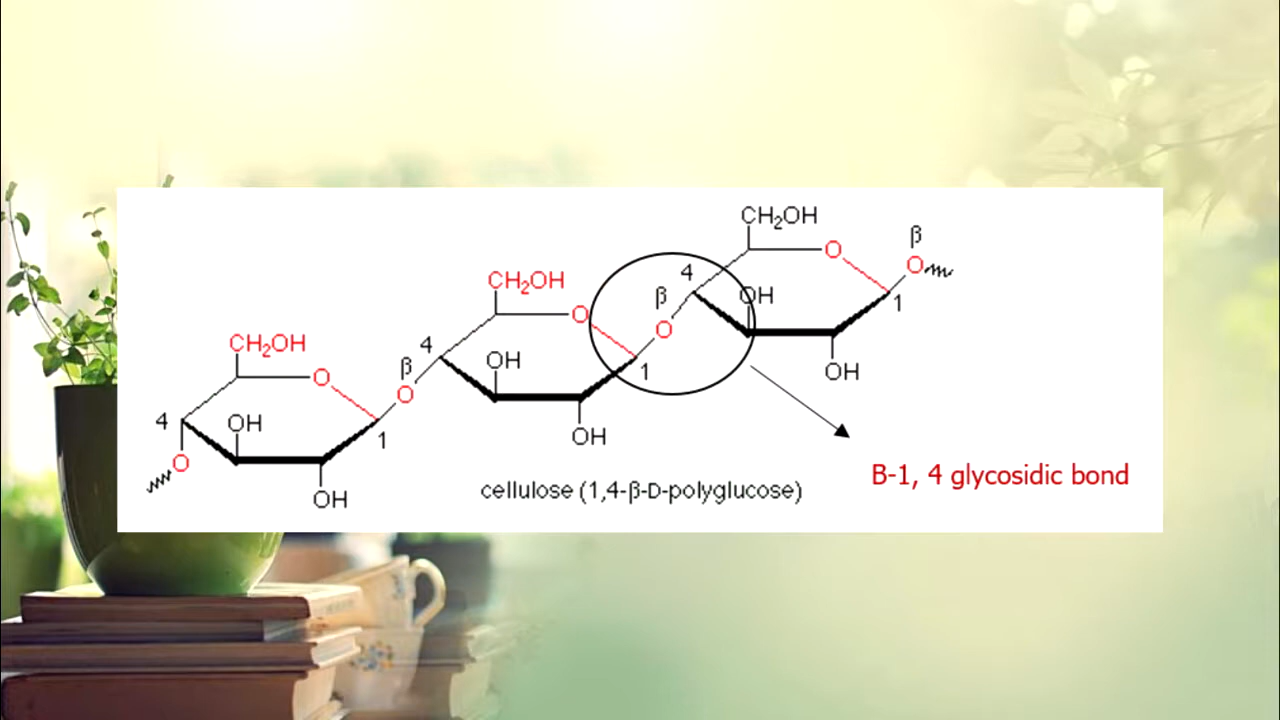 CH₂OH
β
O
O
4
1
OH
CH₂OH
β
O
O
4
1
OH
OH
CH₂OH
β
O
O
4
1
OH
OH
4
O
OH
OH
B-1, 4 glycosidic bond
cellulose (1,4-β-D-polyglucose)